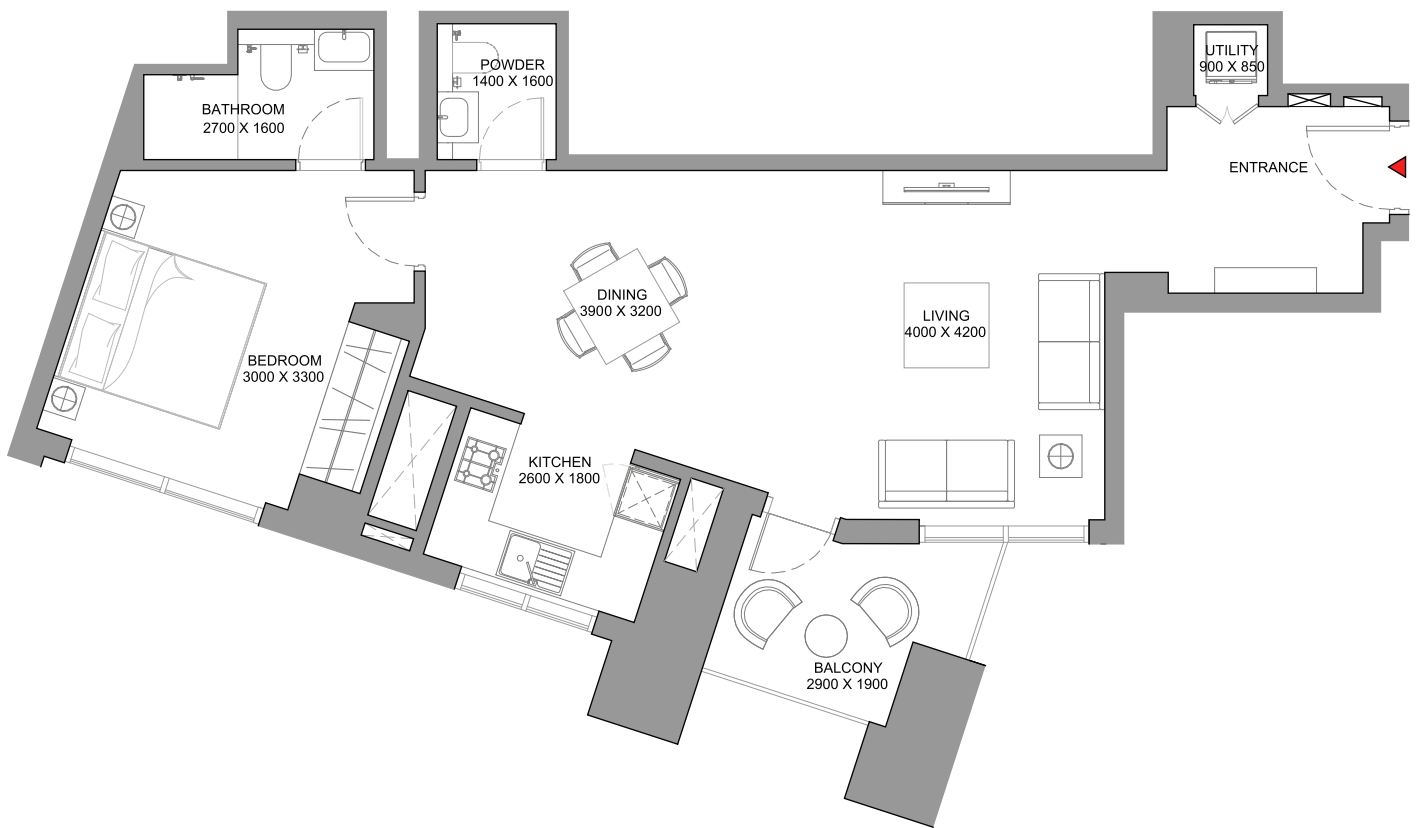 UTILITY
900 X 850
POWDER
1400 X 1600
BATHROOM
2700 X 1600
ENTRANCE
DINING
3900 X 3200
LIVING
4000 X 4200
BEDROOM
3000 X 3300
KITCHEN
2600 X 1800
BALCONY
2900 X 1900